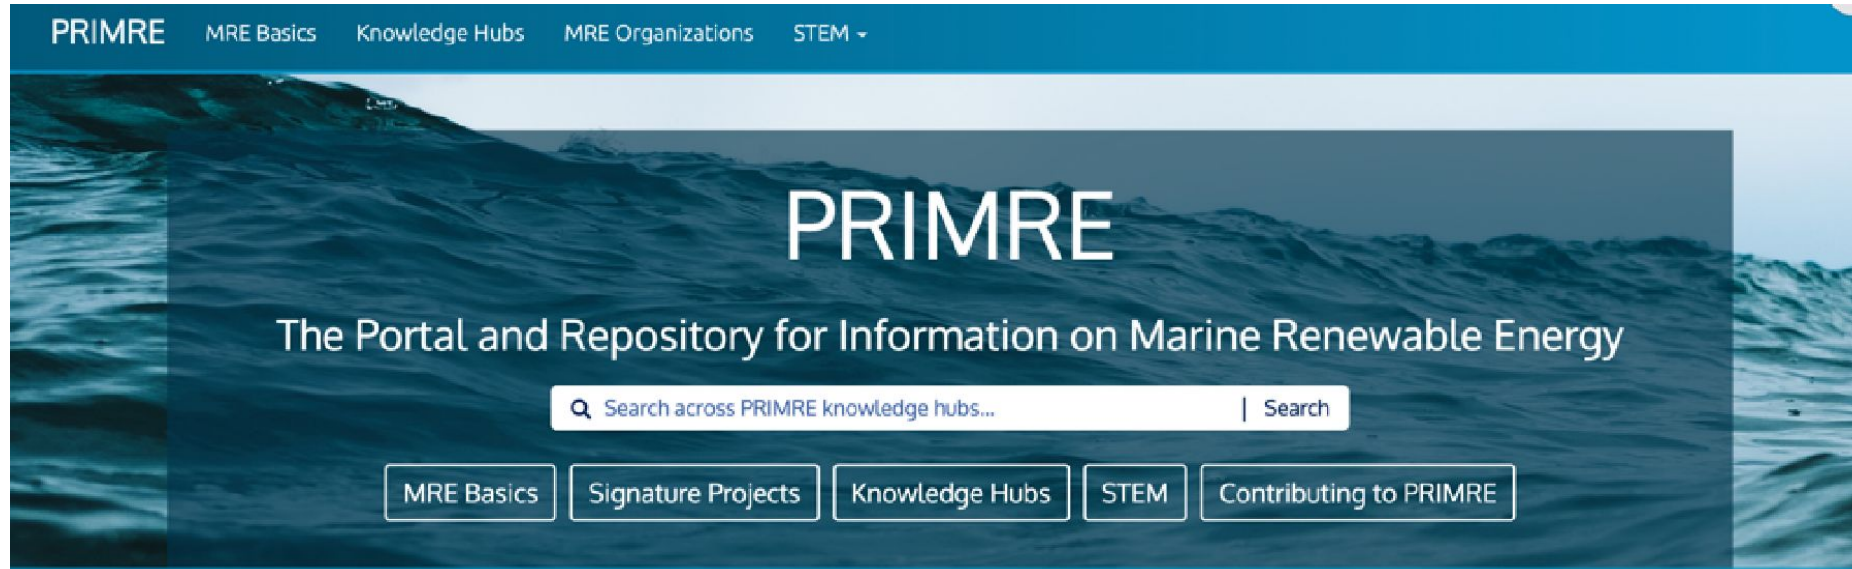 PRIMRE MRE Basics Knowledge Hubs MRE Organizations STEM
PRIMRE
The Portal and Repository for Information on Marine Renewable Energy
Search across PRIMRE knowledge hubs... | Search
MRE Basics Signature Projects Knowledge Hubs STEM Contributing to PRIMRE